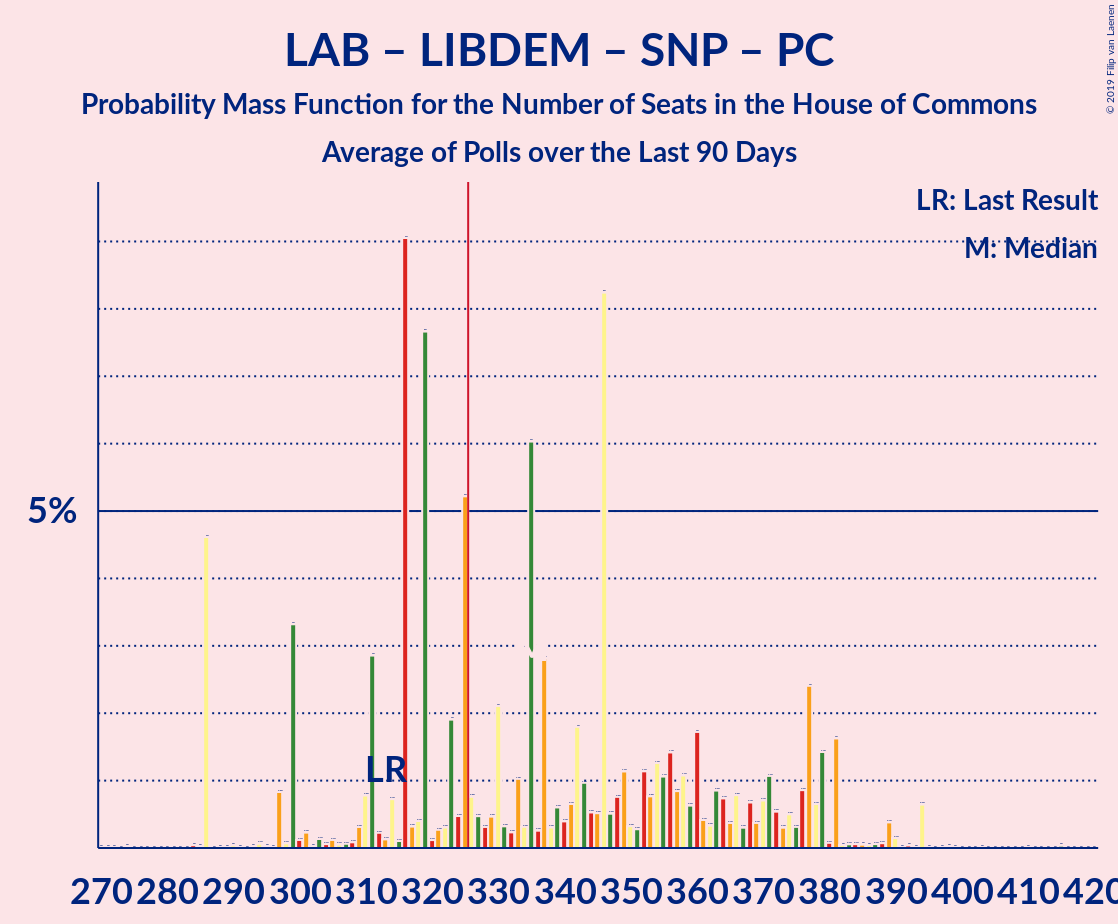 LAB – LIBDEM – SNP – PC
Probability Mass Function for the Number of Seats in the House of Commons
Average of Polls over the Last 90 Days
© 2019 Filip van Laenen
LR: Last Result
M: Median
5%
LR
270 280 290 300 310 320 330 340 350 360 370 380 390 400 410 420